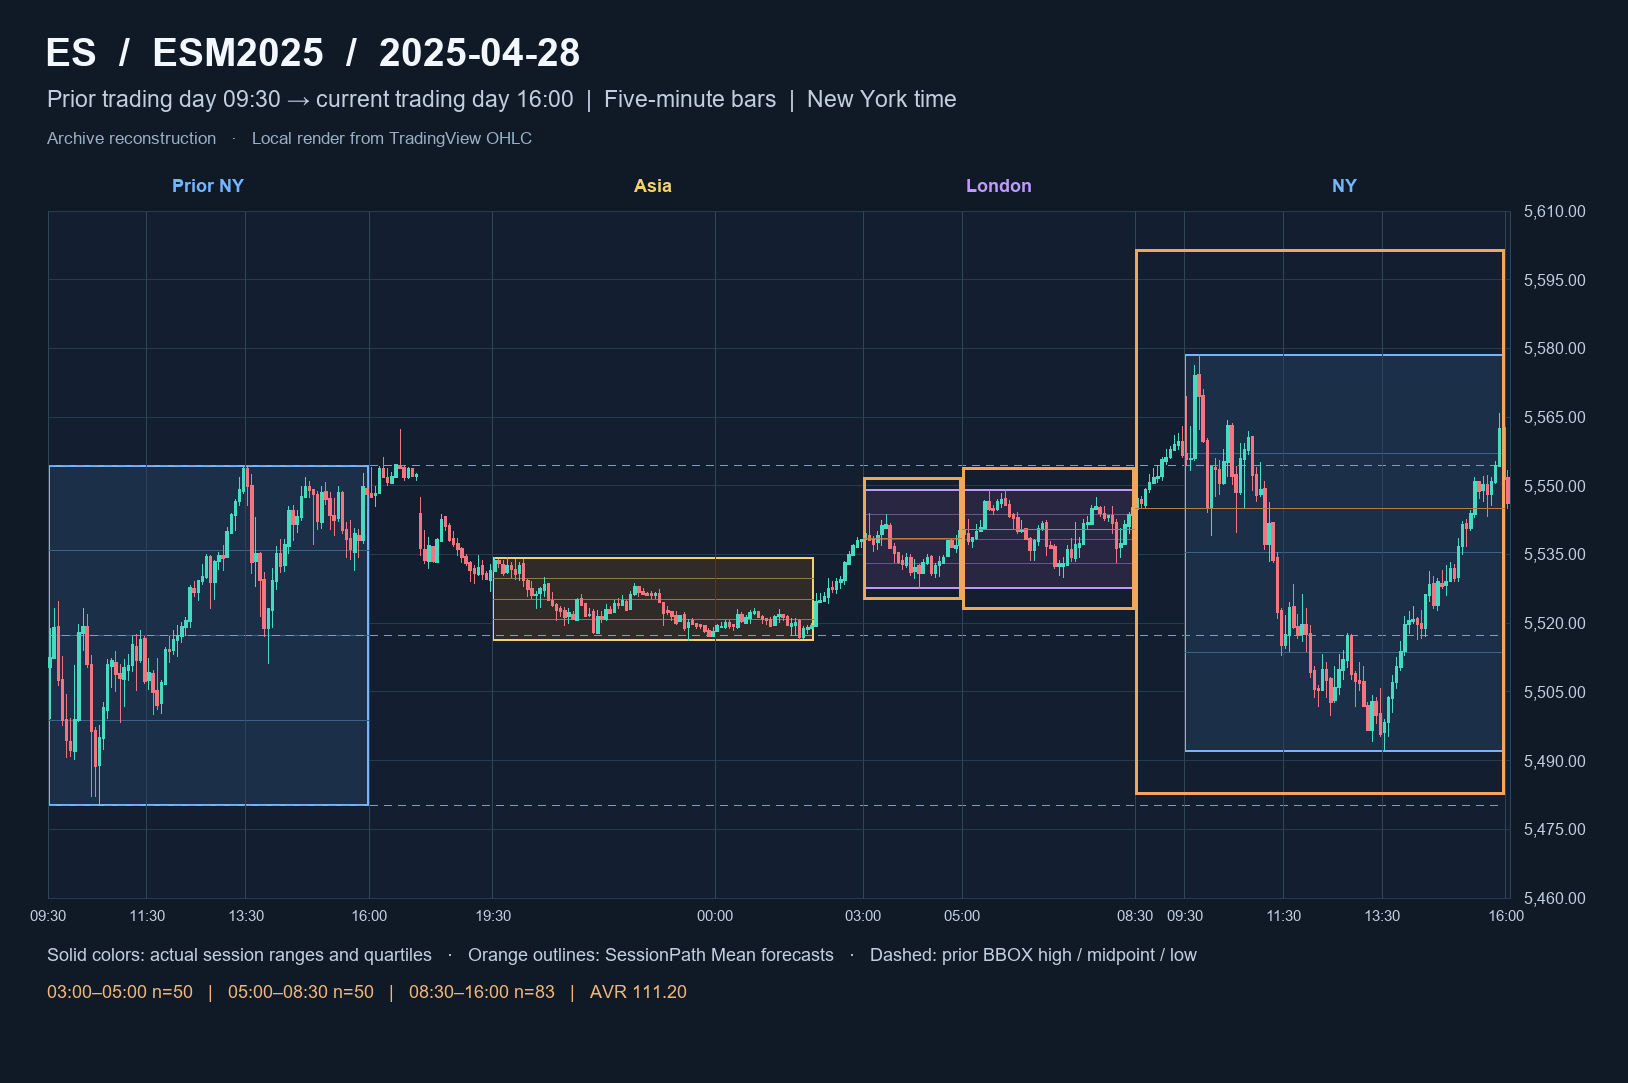 ES / ESM2025 / 2025-04-28
Prior trading day 09:30 → current trading day 16:00 | Five-minute bars | New York time
Archive reconstruction · Local render from TradingView OHLC
Prior NY Asia London NY
5,610.00
5,595.00
5,580.00
5,565.00
5,550.00
5,535.00
5,520.00
5,505.00
5,490.00
5,475.00
5,460.00
09:30 11:30 13:30 16:00 19:30 00:00 03:00 05:00 08:30 09:30 11:30 13:30 16:00
Solid colors: actual session ranges and quartiles · Orange outlines: SessionPath Mean forecasts · Dashed: prior BBOX high / midpoint / low
03:00–05:00 n=50 | 05:00–08:30 n=50 | 08:30–16:00 n=83 | AVR 111.20